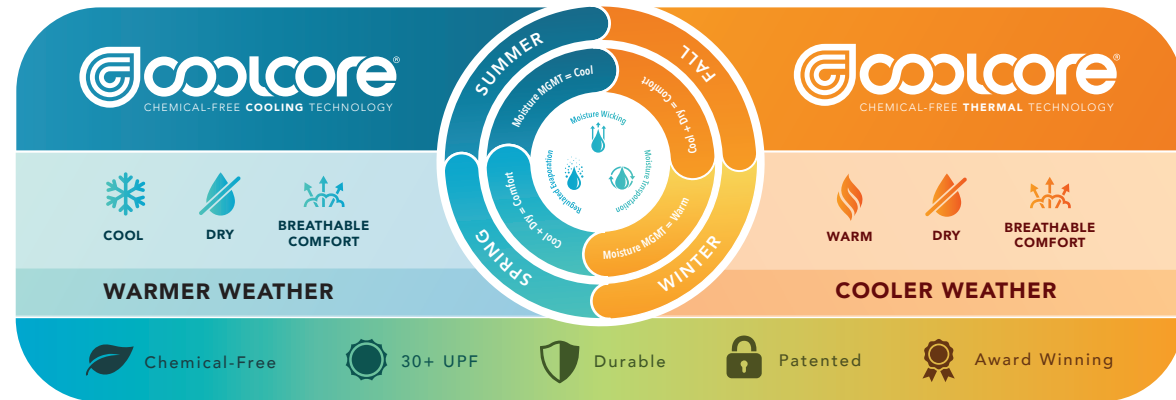 coolcore®
CHEMICAL-FREE COOLING TECHNOLOGY
COOL
DRY
BREATHABLE
COMFORT
WARMER WEATHER
SUMMER
FALL
WINTER
SPRING
Moisture MGMT = Cool
Cool + Dry = Comfort
Moisture MGMT = Warm
Cool + Dry = Comfort
Moisture Wicking
Moisture Trnsportation
Regulated Evaporation
coolcore®
CHEMICAL-FREE THERMAL TECHNOLOGY
WARM
DRY
BREATHABLE
COMFORT
COOLER WEATHER
Chemical-Free
30+ UPF
Durable
Patented
Award Winning